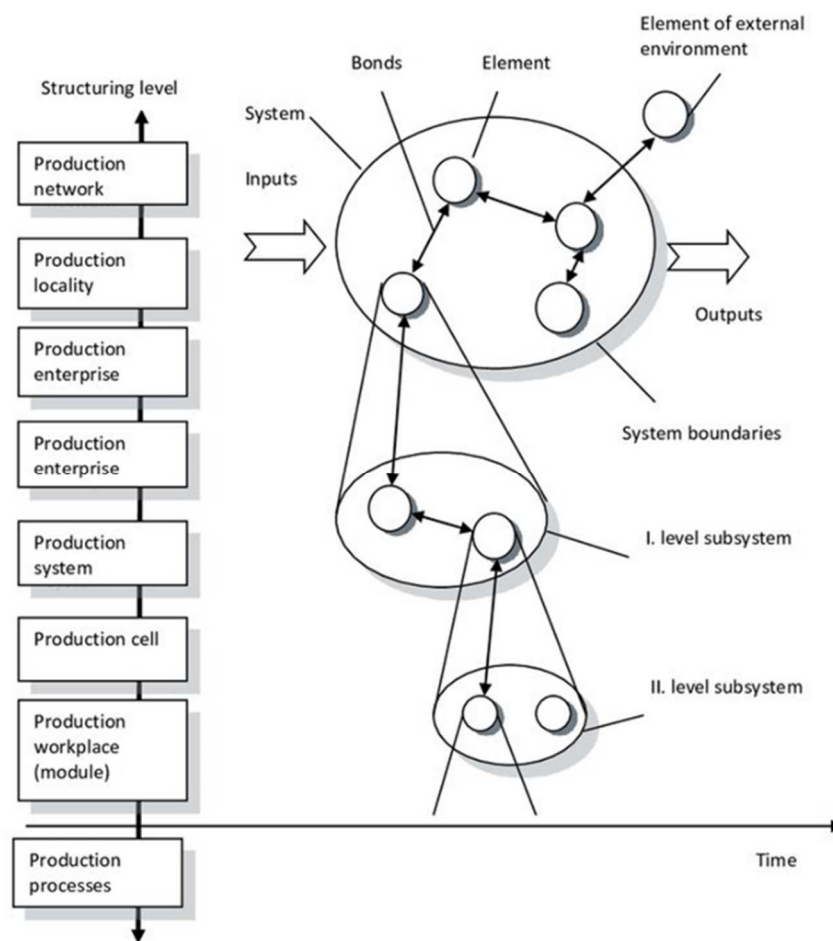 Element of external
environment
Bonds
Element
Structuring level
System
Production
network
Inputs
Production
locality
Outputs
Production
enterprise
Production
enterprise
System boundaries
Production
system
I. level subsystem
Production cell
II. level subsystem
Production
workplace
(module)
Production
processes
Time